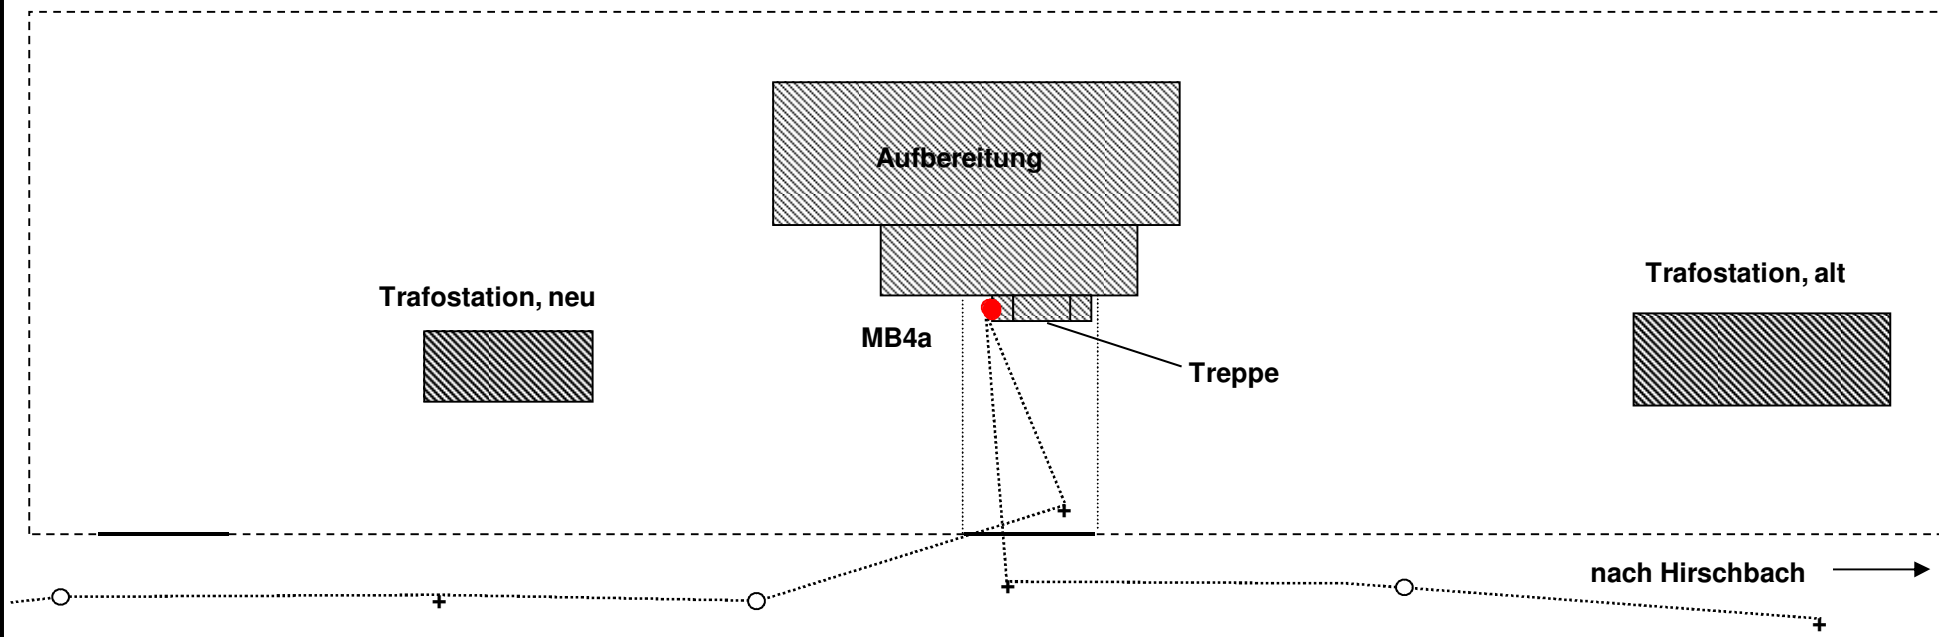 Aufbereitung
Trafostation, neu
Trafostation, alt
MB4a
Treppe
nach Hirschbach